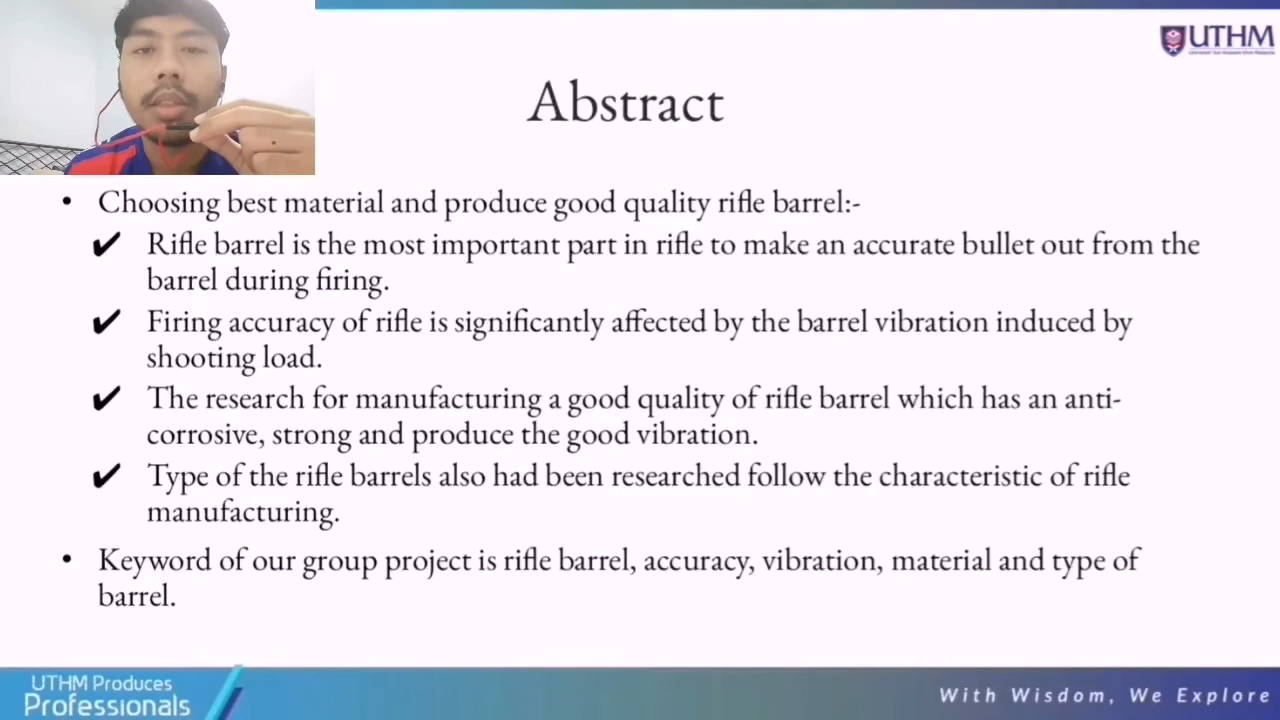 UTHM
Abstract
• Choosing best material and produce good quality rifle barrel:-
✔ Rifle barrel is the most important part in rifle to make an accurate bullet out from the
barrel during firing.
✔ Firing accuracy of rifle is significantly affected by the barrel vibration induced by
shooting load.
✔ The research for manufacturing a good quality of rifle barrel which has an anti-
corrosive, strong and produce the good vibration.
✔ Type of the rifle barrels also had been researched follow the characteristic of rifle
manufacturing.
• Keyword of our group project is rifle barrel, accuracy, vibration, material and type of
barrel.
UTHM Produces
Professionals
With Wisdom, We Explore